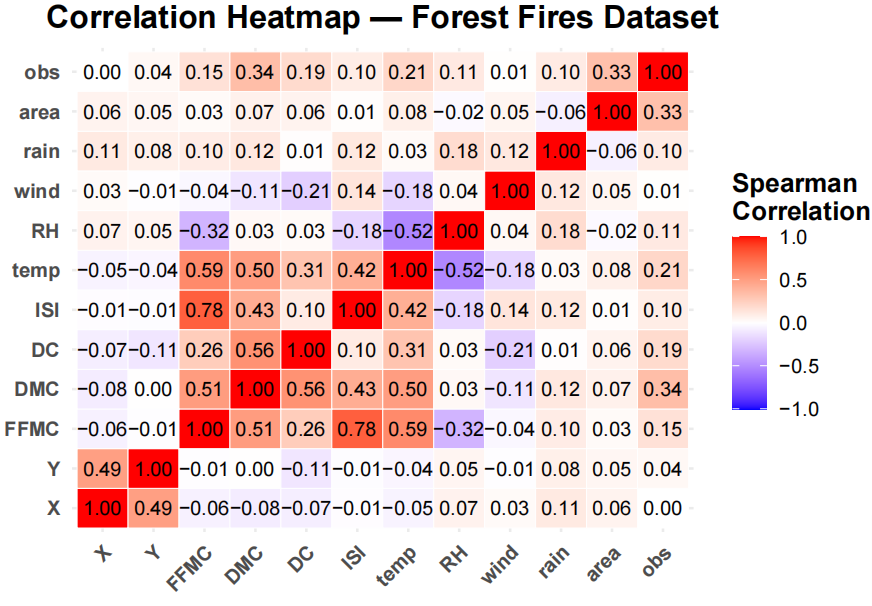 Correlation Heatmap — Forest Fires Dataset
obs 0.00 0.04 0.15 0.34 0.19 0.10 0.21 0.11 0.01 0.10 0.33 1.00
area 0.06 0.05 0.03 0.07 0.06 0.01 0.08 −0.02 0.05 −0.06 1.00 0.33
rain 0.11 0.08 0.10 0.12 0.01 0.12 0.03 0.18 0.12 1.00 −0.06 0.10
wind 0.03 −0.01 −0.04 −0.11 −0.21 0.14 −0.18 0.04 1.00 0.12 0.05 0.01
RH 0.07 0.05 −0.32 0.03 0.03 −0.18 −0.52 1.00 0.04 0.18 −0.02 0.11
temp −0.05 −0.04 0.59 0.50 0.31 0.42 1.00 −0.52 −0.18 0.03 0.08 0.21
ISI −0.01 −0.01 0.78 0.43 0.10 1.00 0.42 −0.18 0.14 0.12 0.01 0.10
DC −0.07 −0.11 0.26 0.56 1.00 0.10 0.31 0.03 −0.21 0.01 0.06 0.19
DMC −0.08 0.00 0.51 1.00 0.56 0.43 0.50 0.03 −0.11 0.12 0.07 0.34
FFMC −0.06 −0.01 1.00 0.51 0.26 0.78 0.59 −0.32 −0.04 0.10 0.03 0.15
Y 0.49 1.00 −0.01 0.00 −0.11 −0.01 −0.04 0.05 −0.01 0.08 0.05 0.04
X 1.00 0.49 −0.06 −0.08 −0.07 −0.01 −0.05 0.07 0.03 0.11 0.06 0.00
X Y FFMC DMC DC ISI temp RH wind rain area obs
Spearman
Correlation
1.0
0.5
0.0
−0.5
−1.0